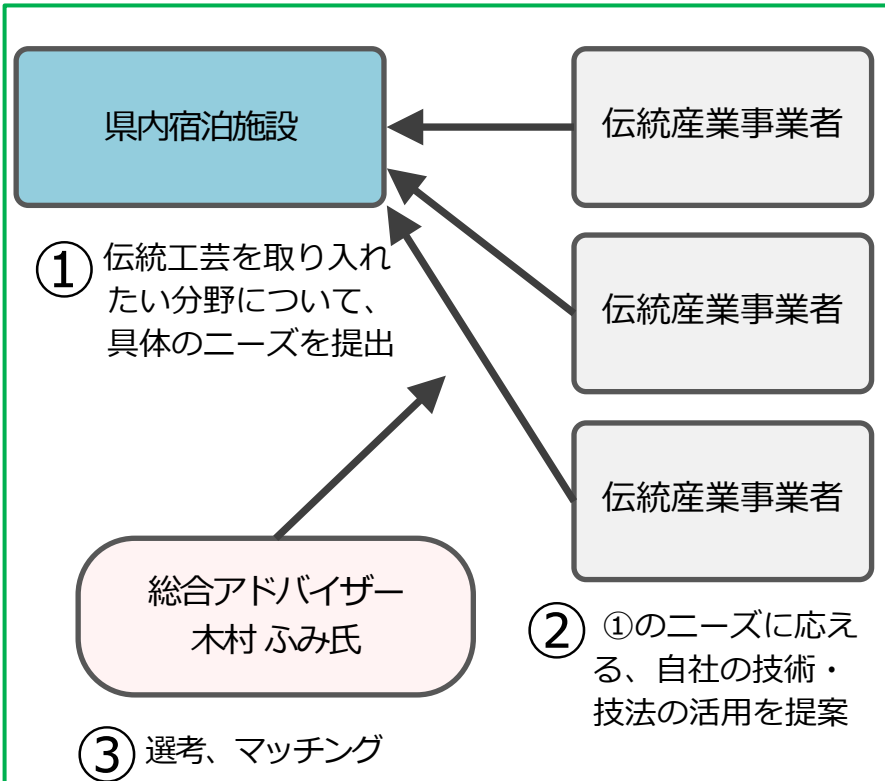 県内宿泊施設
伝統産業事業者
① 伝統工芸を取り入れ
たい分野について、
具体のニーズを提出
伝統産業事業者
伝統産業事業者
総合アドバイザー
木村 ふみ氏
② ①のニーズに応え
る、自社の技術・
技法の活用を提案
③ 選考、マッチング